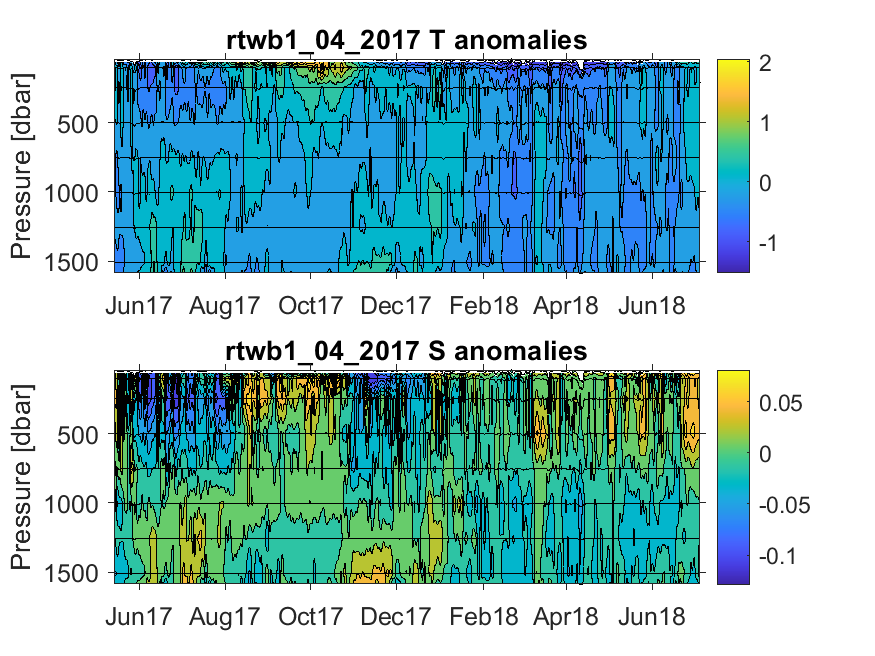 rtwb1_04_2017 T anomalies
Pressure [dbar]
500
1000
1500
Jun17 Aug17 Oct17 Dec17 Feb18 Apr18 Jun18
2
1
0
-1
rtwb1_04_2017 S anomalies
Pressure [dbar]
500
1000
1500
Jun17 Aug17 Oct17 Dec17 Feb18 Apr18 Jun18
0.05
0
-0.05
-0.1